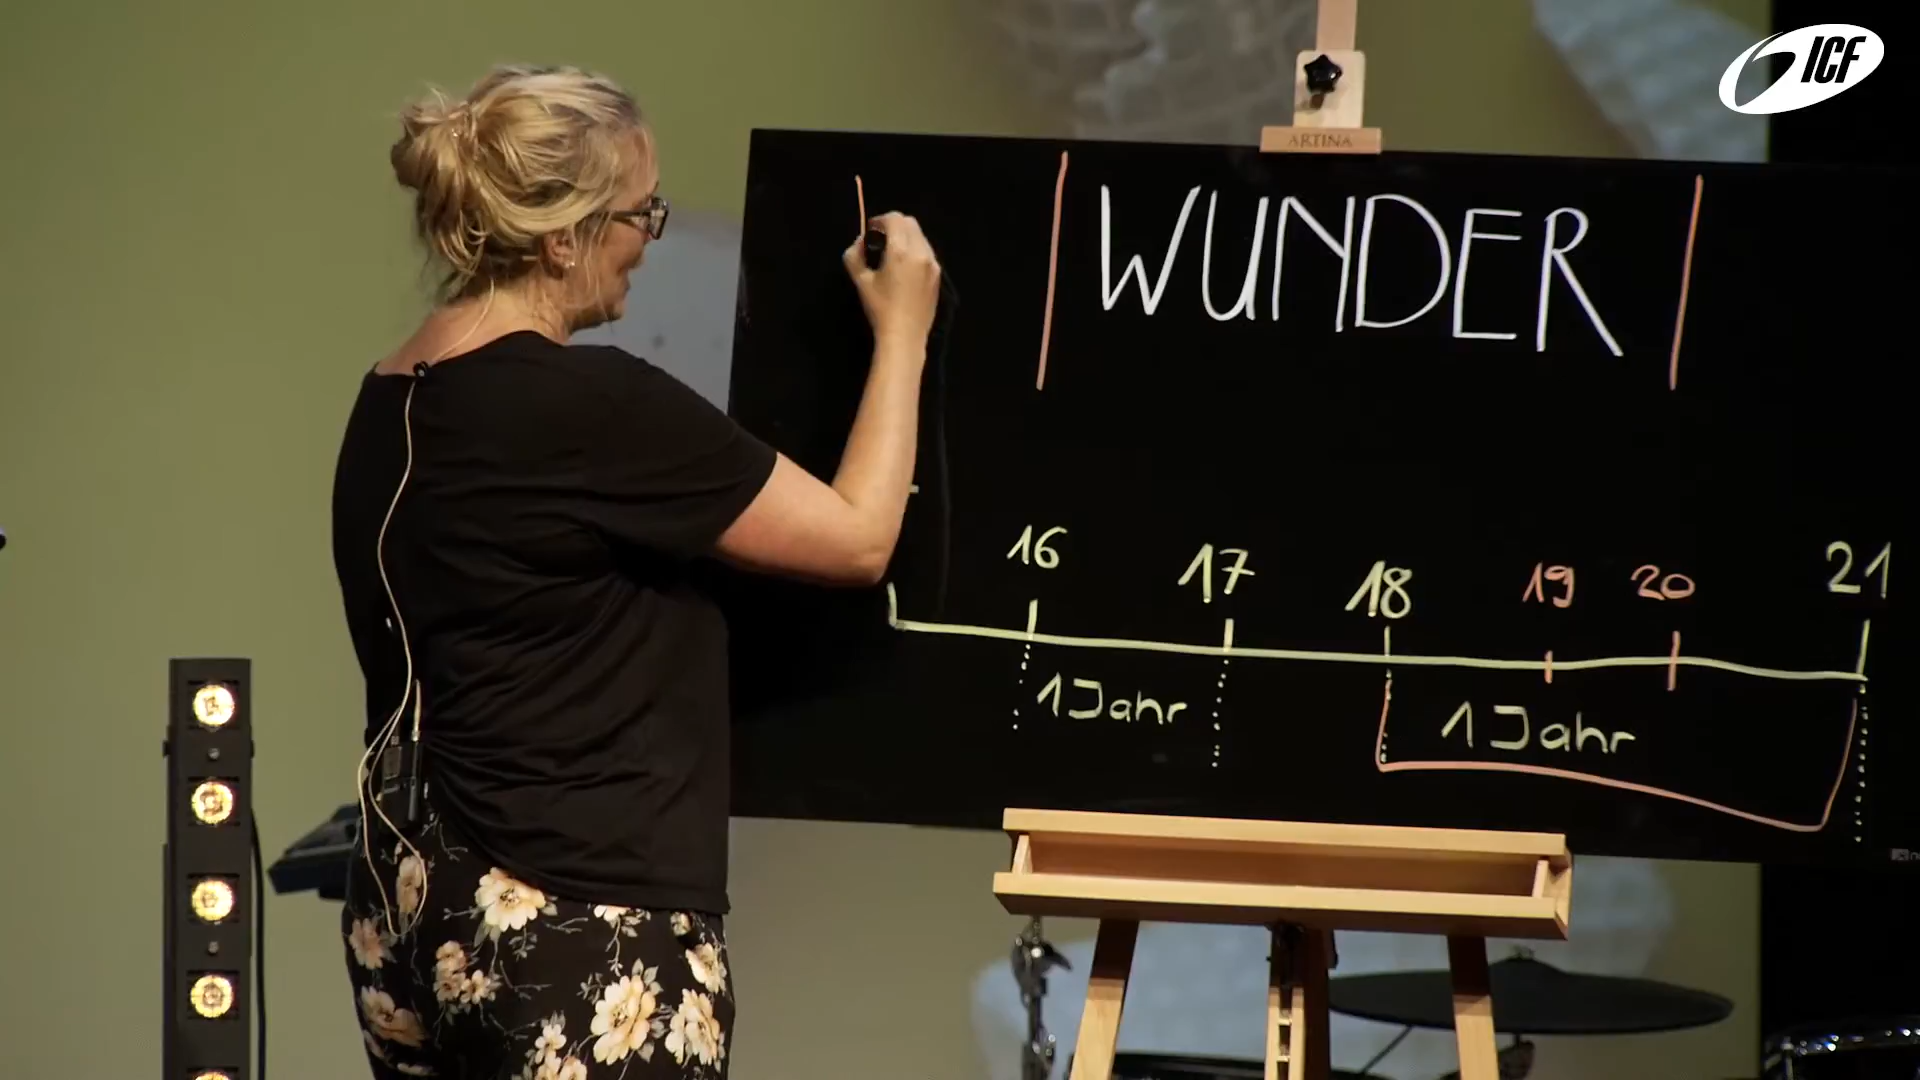 ICF
ARTINA
WUNDER
16 17 18 19 20 21
1 Jahr 1 Jahr